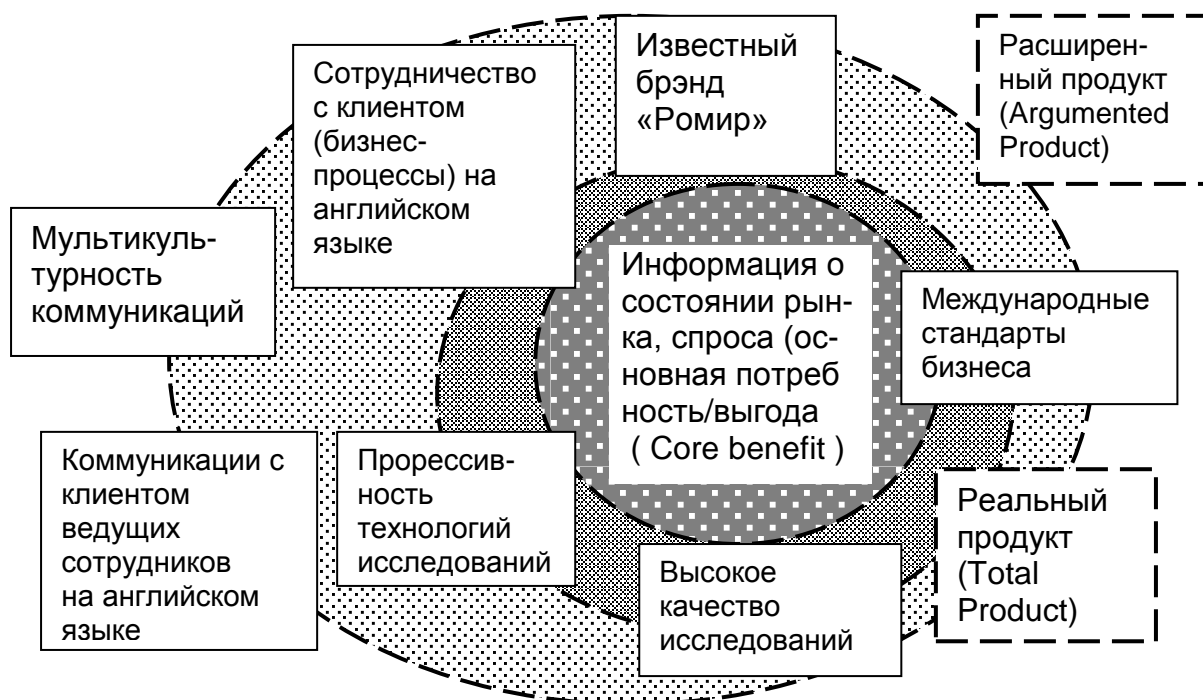 Сотрудничество
с клиентом
(бизнес-
процессы) на
английском
языке
Известный
брэнд
«Ромир»
Расширен-
ный продукт
(Argumented
Product)
Мультикуль-
турность
коммуникаций
Информация о
состоянии рын-
ка, спроса (ос-
новная потреб
ность/выгода
( Core benefit )
Международные
стандарты
бизнеса
Коммуникации с
клиентом
ведущих
сотрудников
на английском
языке
Прорессив-
ность
технологий
исследований
Высокое
качество
исследований
Реальный
продукт
(Total
Product)